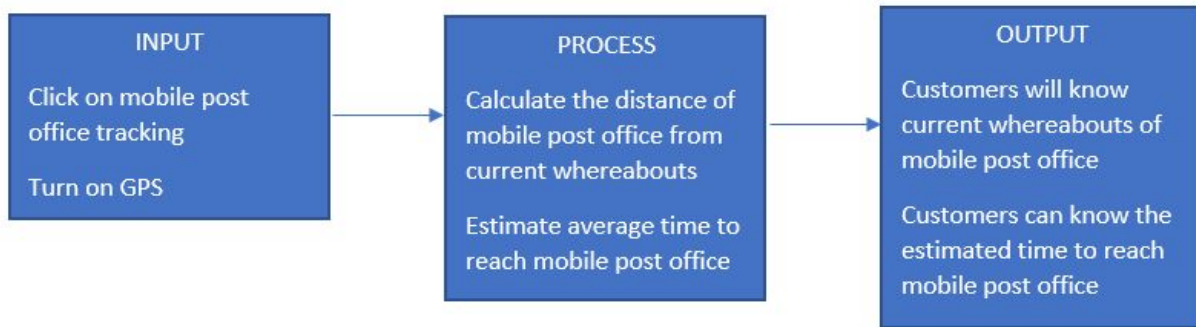 INPUT
Click on mobile post
office tracking
Turn on GPS
PROCESS
Calculate the distance of
mobile post office from
current whereabouts
Estimate average time to
reach mobile post office
OUTPUT
Customers will know
current whereabouts of
mobile post office
Customers can know the
estimated time to reach
mobile post office